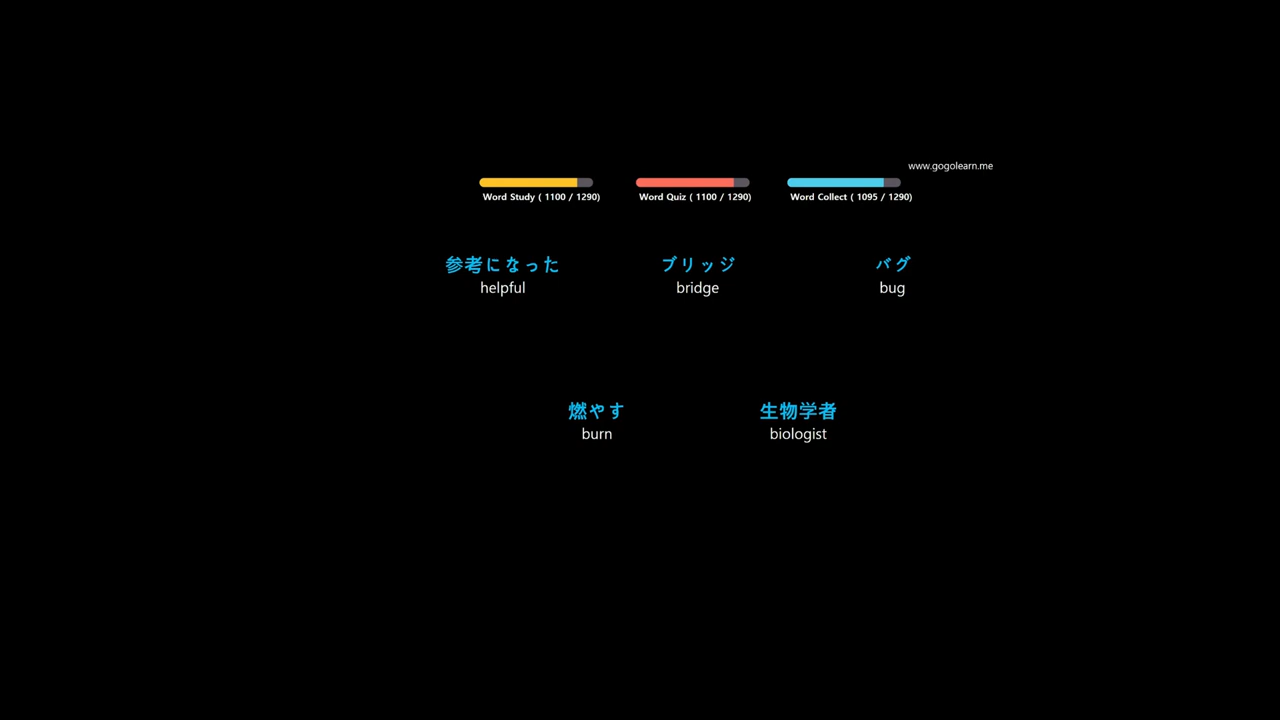 www.gogolearn.me
Word Study ( 1100 / 1290)
Word Quiz ( 1100 / 1290)
Word Collect ( 1095 / 1290)
参考になった
helpful
ブリッジ
bridge
バグ
bug
燃やす
burn
生物学者
biologist